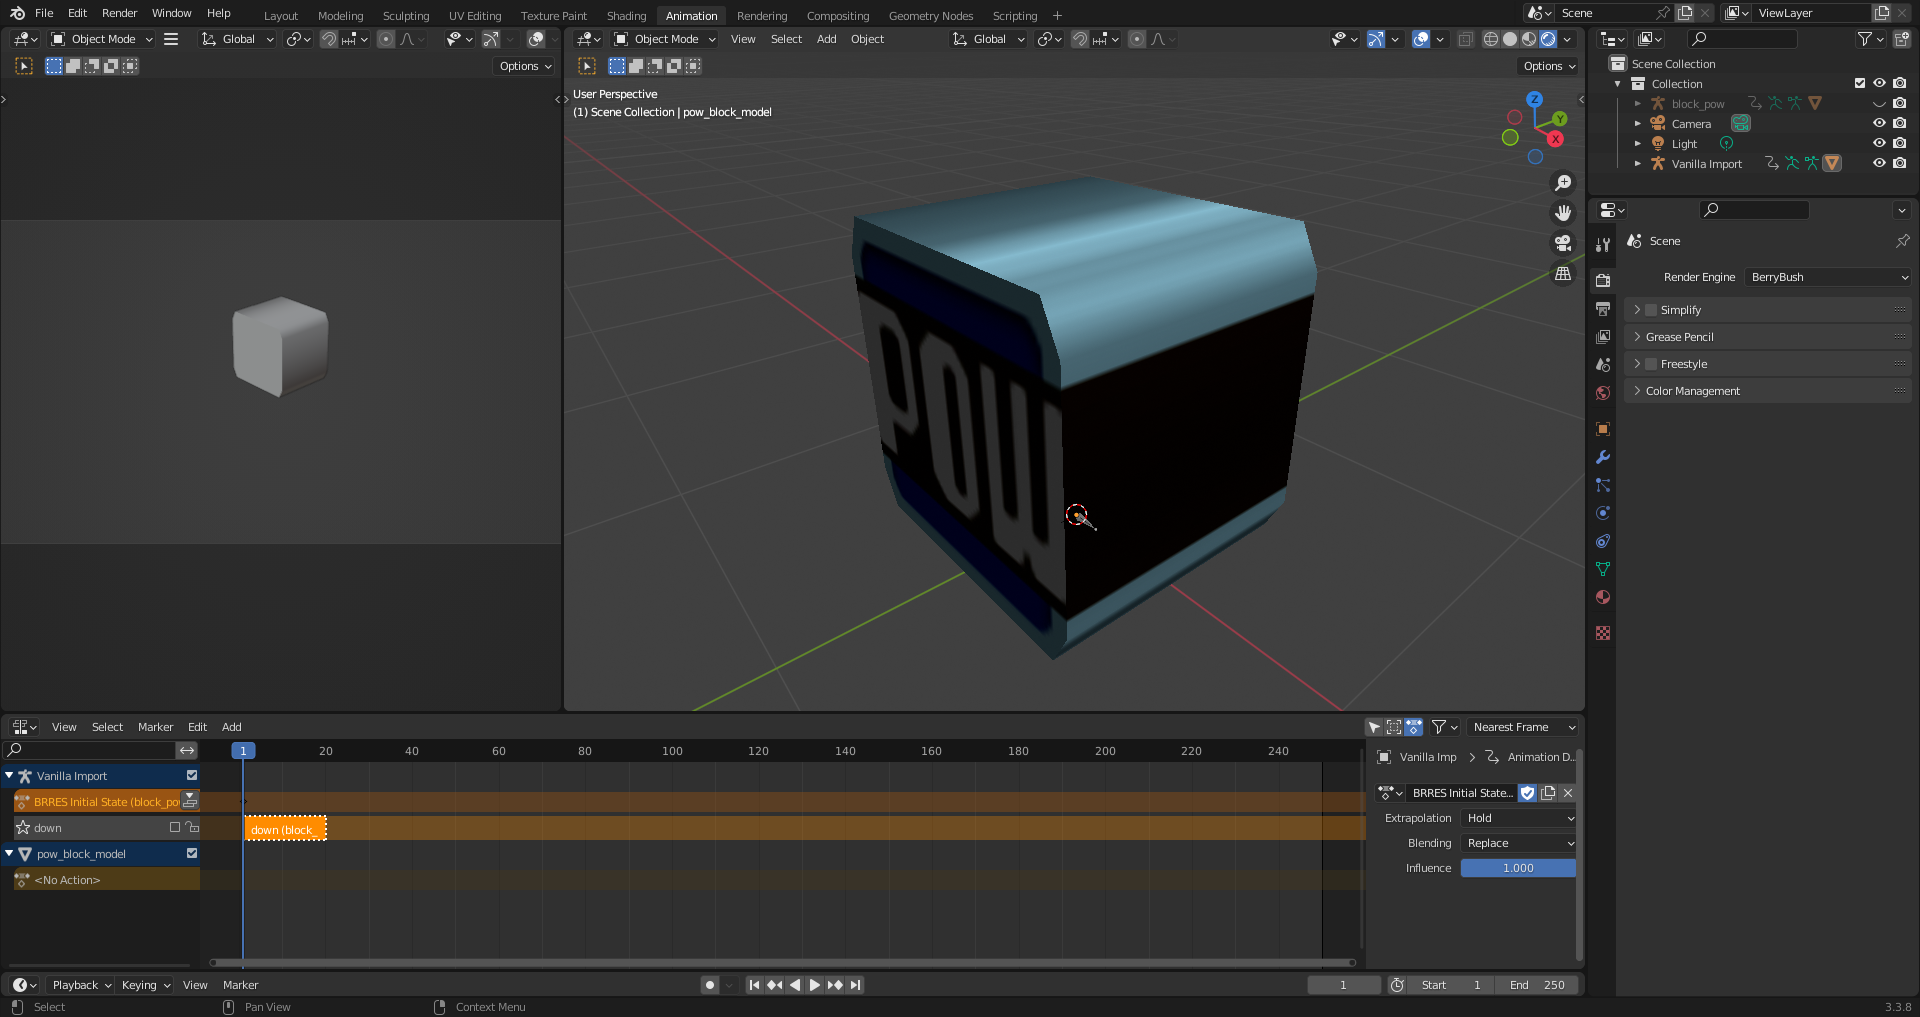 File Edit Render Window Help Layout Modeling Sculpting UV Editing Texture Paint Shading Animation Rendering Compositing Geometry Nodes Scripting Scene ViewLayer
Object Mode Global
Object Mode View Select Add Object Global
Options
Options
User Perspective
(1) Scene Collection | pow_block_model
Z
Y
X
POW
Scene Collection
Collection
block_pow
Camera
Light
Vanilla Import
Scene
Render Engine BerryBush
Simplify
Grease Pencil
Freestyle
Color Management
View Select Marker Edit Add Nearest Frame
1 20 40 60 80 100 120 140 160 180 200 220 240
Vanilla Import
BRRES Initial State (block_po
down
down (block_
pow_block_model
<No Action>
Vanilla Imp Animation D...
BRRES Initial State...
Extrapolation Hold
Blending Replace
Influence 1.000
Playback Keying View Marker 1 Start 1 End 250
Select Pan View Context Menu 3.3.8